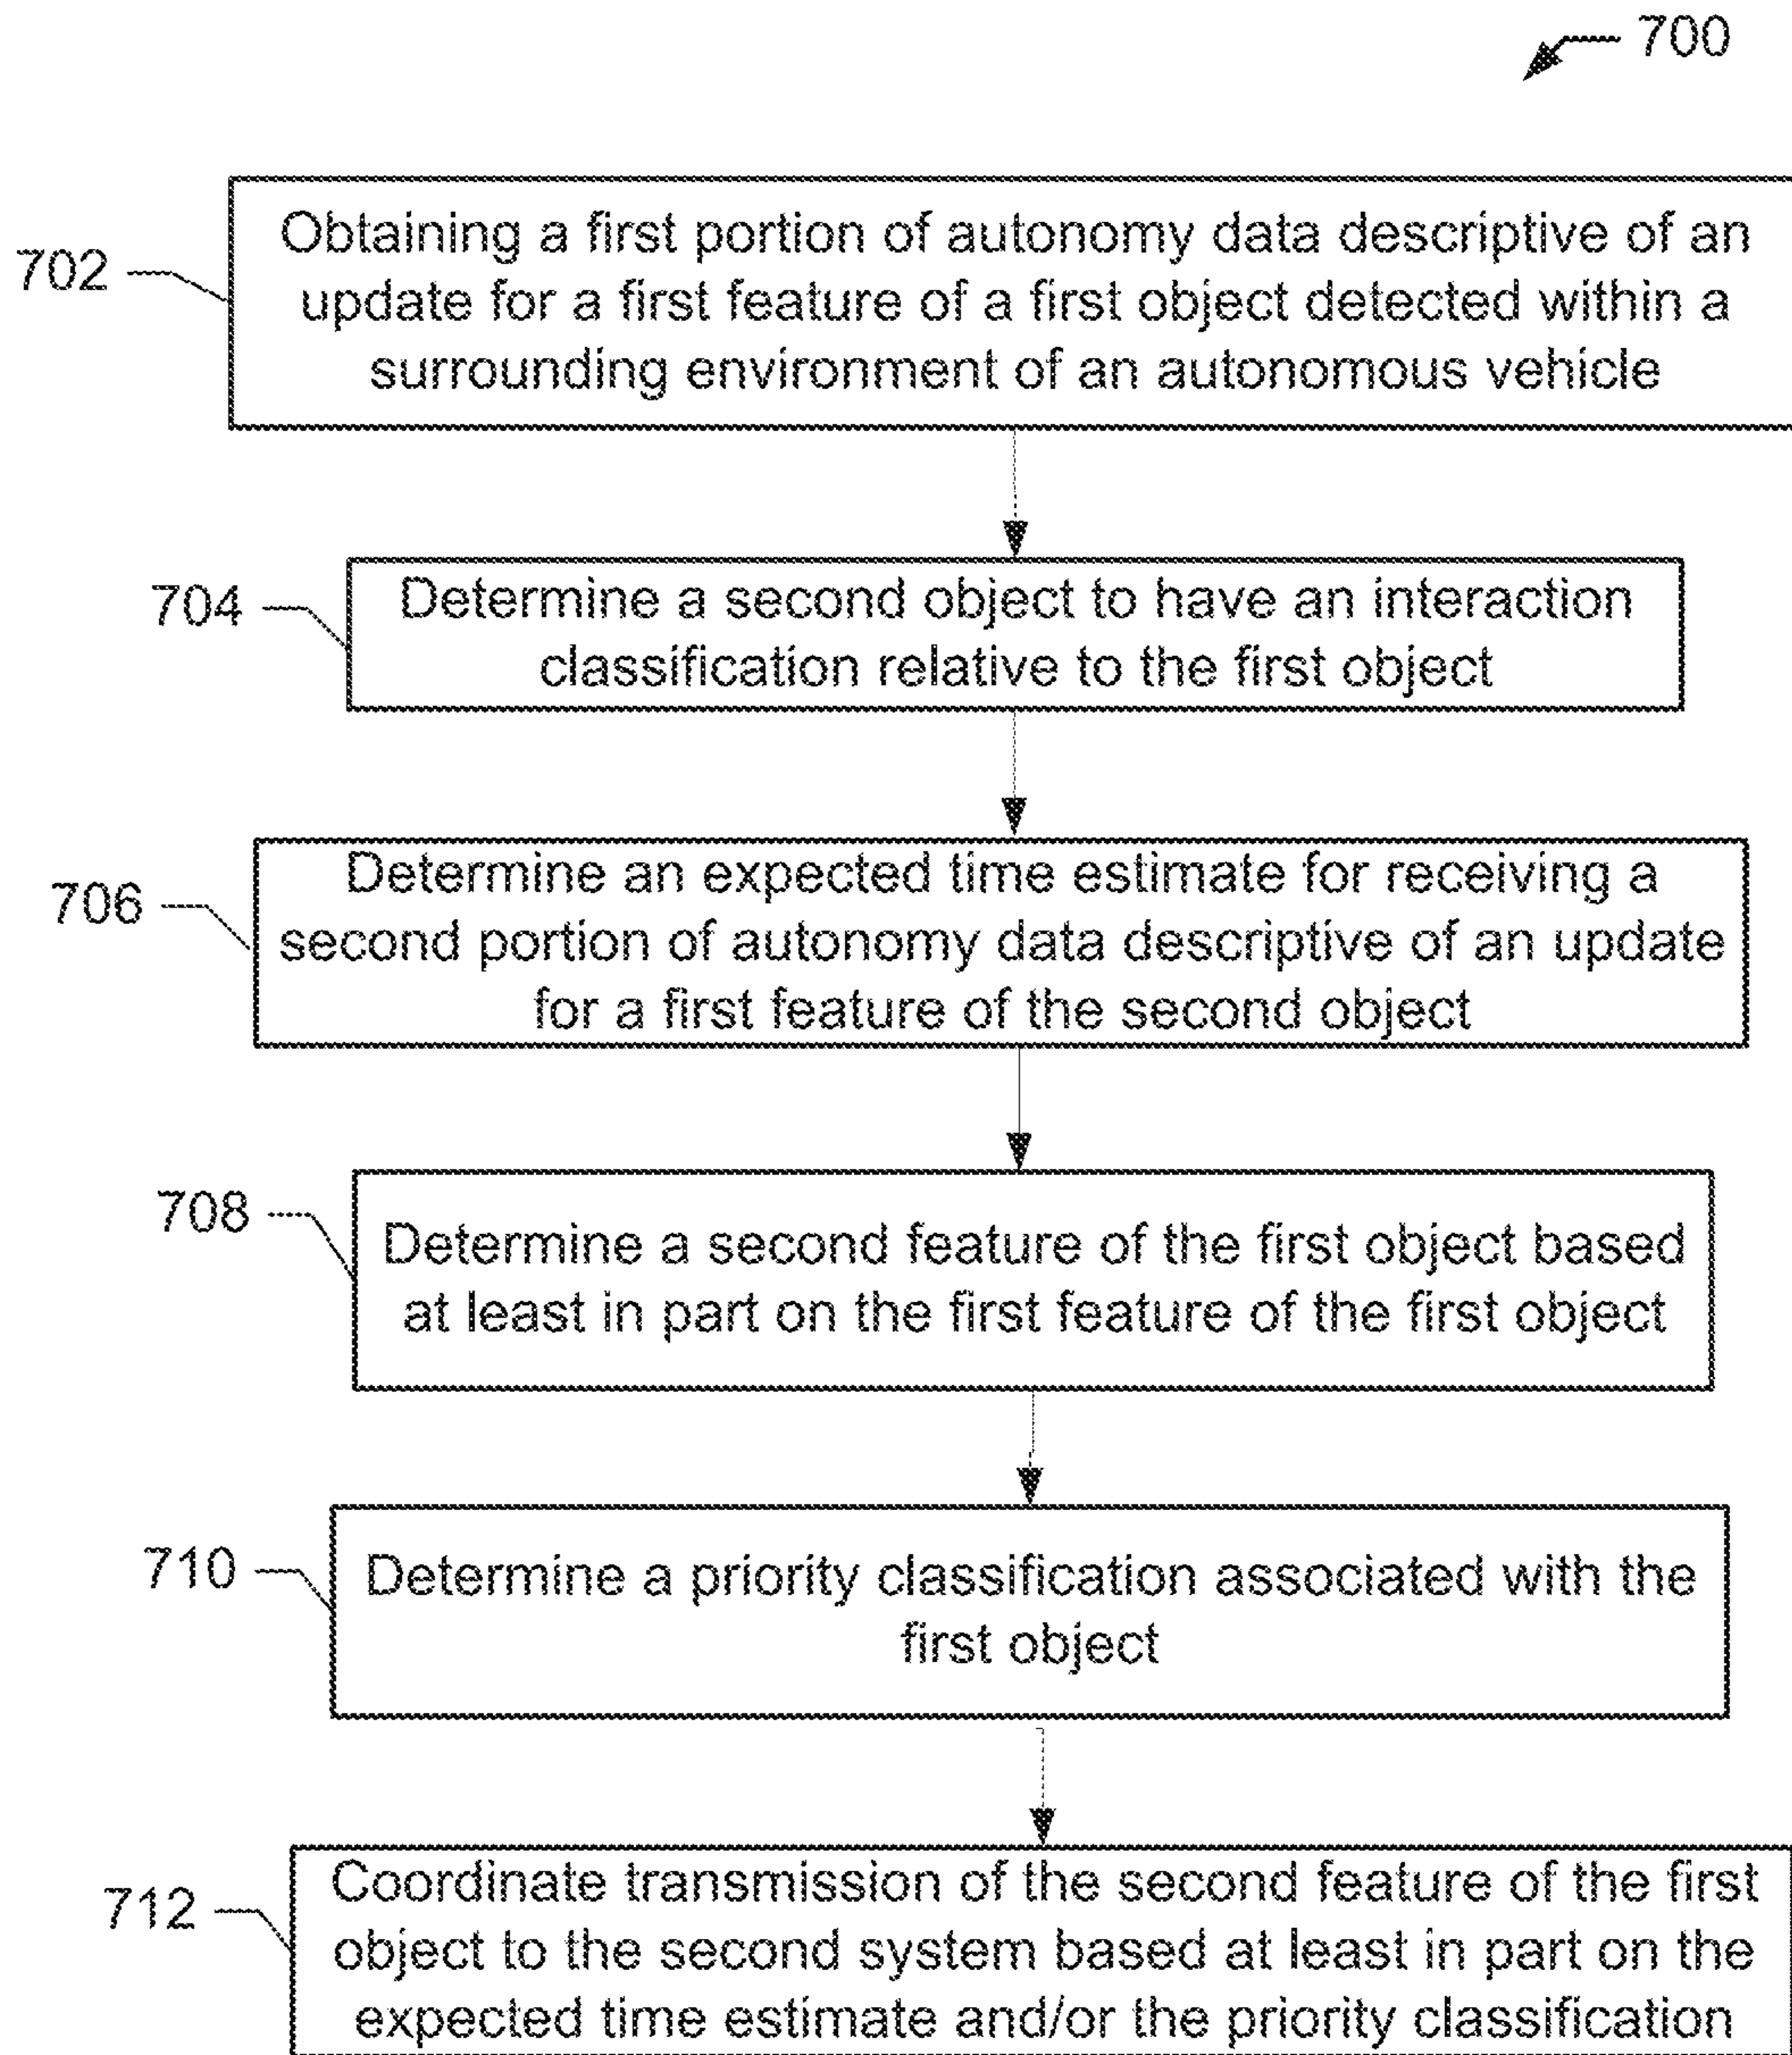 700
702
Obtaining a first portion of autonomy data descriptive of an
update for a first feature of a first object detected within a
surrounding environment of an autonomous vehicle
704
Determine a second object to have an interaction
classification relative to the first object
706
Determine an expected time estimate for receiving a
second portion of autonomy data descriptive of an update
for a first feature of the second object
708
Determine a second feature of the first object based
at least in part on the first feature of the first object
710
Determine a priority classification associated with the
first object
712
Coordinate transmission of the second feature of the first
object to the second system based at least in part on the
expected time estimate and/or the priority classification